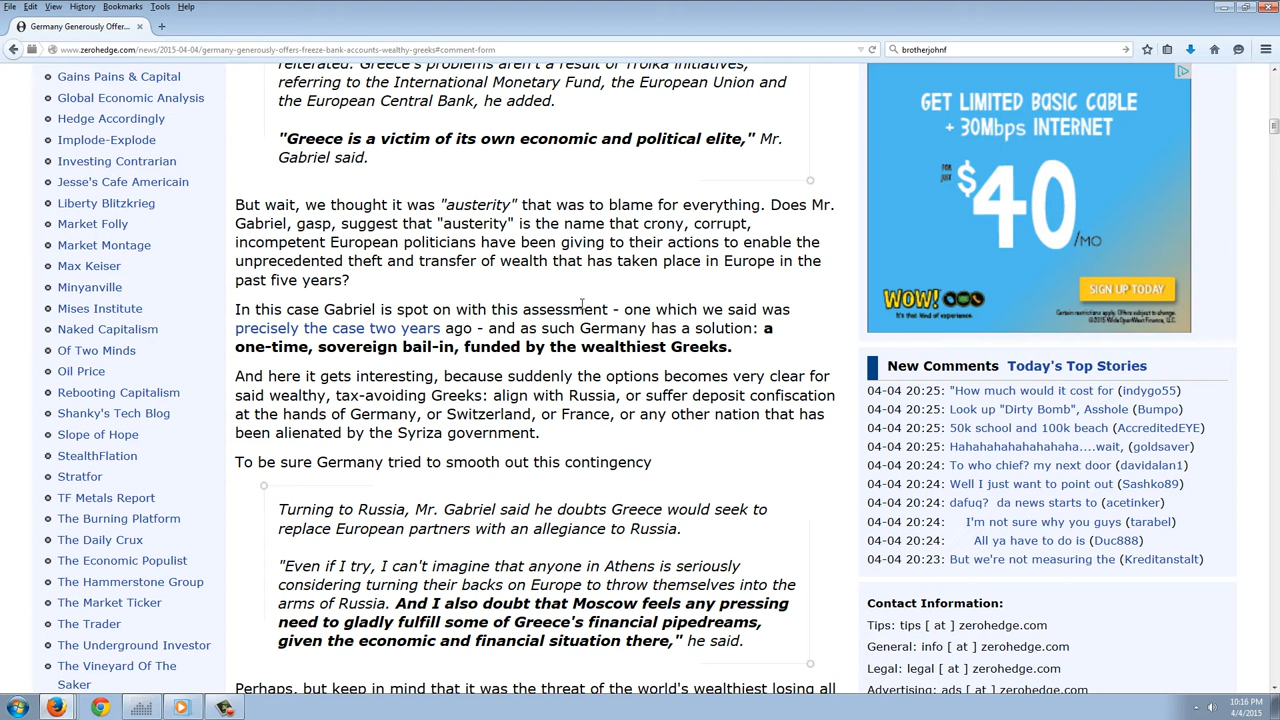 File Edit View History Bookmarks Tools Help
Germany Generously Offer...
www.zerohedge.com/news/2015-04-04/germany-generously-offers-freeze-bank-accounts-wealthy-greeks#comment-form
brotherjohnf
Gains Pains & Capital
Global Economic Analysis
Hedge Accordingly
Implode-Explode
Investing Contrarian
Jesse's Cafe Americain
Liberty Blitzkrieg
Market Folly
Market Montage
Max Keiser
Minyanville
Mises Institute
Naked Capitalism
Of Two Minds
Oil Price
Rebooting Capitalism
Shanky's Tech Blog
Slope of Hope
StealthFlation
Stratfor
TF Metals Report
The Burning Platform
The Daily Crux
The Economic Populist
The Hammerstone Group
The Market Ticker
The Trader
The Underground Investor
The Vineyard Of The
Saker
reiterated. Greece's problems aren't a result of Troika initiatives,
referring to the International Monetary Fund, the European Union and
the European Central Bank, he added.
"Greece is a victim of its own economic and political elite," Mr.
Gabriel said.
But wait, we thought it was "austerity" that was to blame for everything. Does Mr.
Gabriel, gasp, suggest that "austerity" is the name that crony, corrupt,
incompetent European politicians have been giving to their actions to enable the
unprecedented theft and transfer of wealth that has taken place in Europe in the
past five years?
In this case Gabriel is spot on with this assessment - one which we said was
precisely the case two years ago - and as such Germany has a solution: a
one-time, sovereign bail-in, funded by the wealthiest Greeks.
And here it gets interesting, because suddenly the options becomes very clear for
said wealthy, tax-avoiding Greeks: align with Russia, or suffer deposit confiscation
at the hands of Germany, or Switzerland, or France, or any other nation that has
been alienated by the Syriza government.
To be sure Germany tried to smooth out this contingency
Turning to Russia, Mr. Gabriel said he doubts Greece would seek to
replace European partners with an allegiance to Russia.
"Even if I try, I can't imagine that anyone in Athens is seriously
considering turning their backs on Europe to throw themselves into the
arms of Russia. And I also doubt that Moscow feels any pressing
need to gladly fulfill some of Greece's financial pipedreams,
given the economic and financial situation there," he said.
Perhaps, but keep in mind that it was the threat of the world's wealthiest losing all
GET LIMITED BASIC CABLE
+ 30Mbps INTERNET
FOR JUST $40 /MO
WOW!
SIGN UP TODAY
Certain restrictions apply. Offers subject to change.
©2015 WideOpenWest Finance, LLC.
New Comments Today's Top Stories
04-04 20:25: "How much would it cost for (indygo55)
04-04 20:25: Look up "Dirty Bomb", Asshole (Bumpo)
04-04 20:25: 50k school and 100k beach (AccreditedEYE)
04-04 20:24: Hahahahahahahaha....wait, (goldsaver)
04-04 20:24: To who chief? my next door (davidalan1)
04-04 20:24: Well I just want to point out (Sashko89)
04-04 20:24: dafuq? da news starts to (acetinker)
04-04 20:24: I'm not sure why you guys (tarabel)
04-04 20:24: All ya have to do is (Duc888)
04-04 20:23: But we're not measuring the (Kreditanstalt)
Contact Information:
Tips: tips [ at ] zerohedge.com
General: info [ at ] zerohedge.com
Legal: legal [ at ] zerohedge.com
Advertising: ads [ at ] zerohedge.com
10:16 PM
4/4/2015